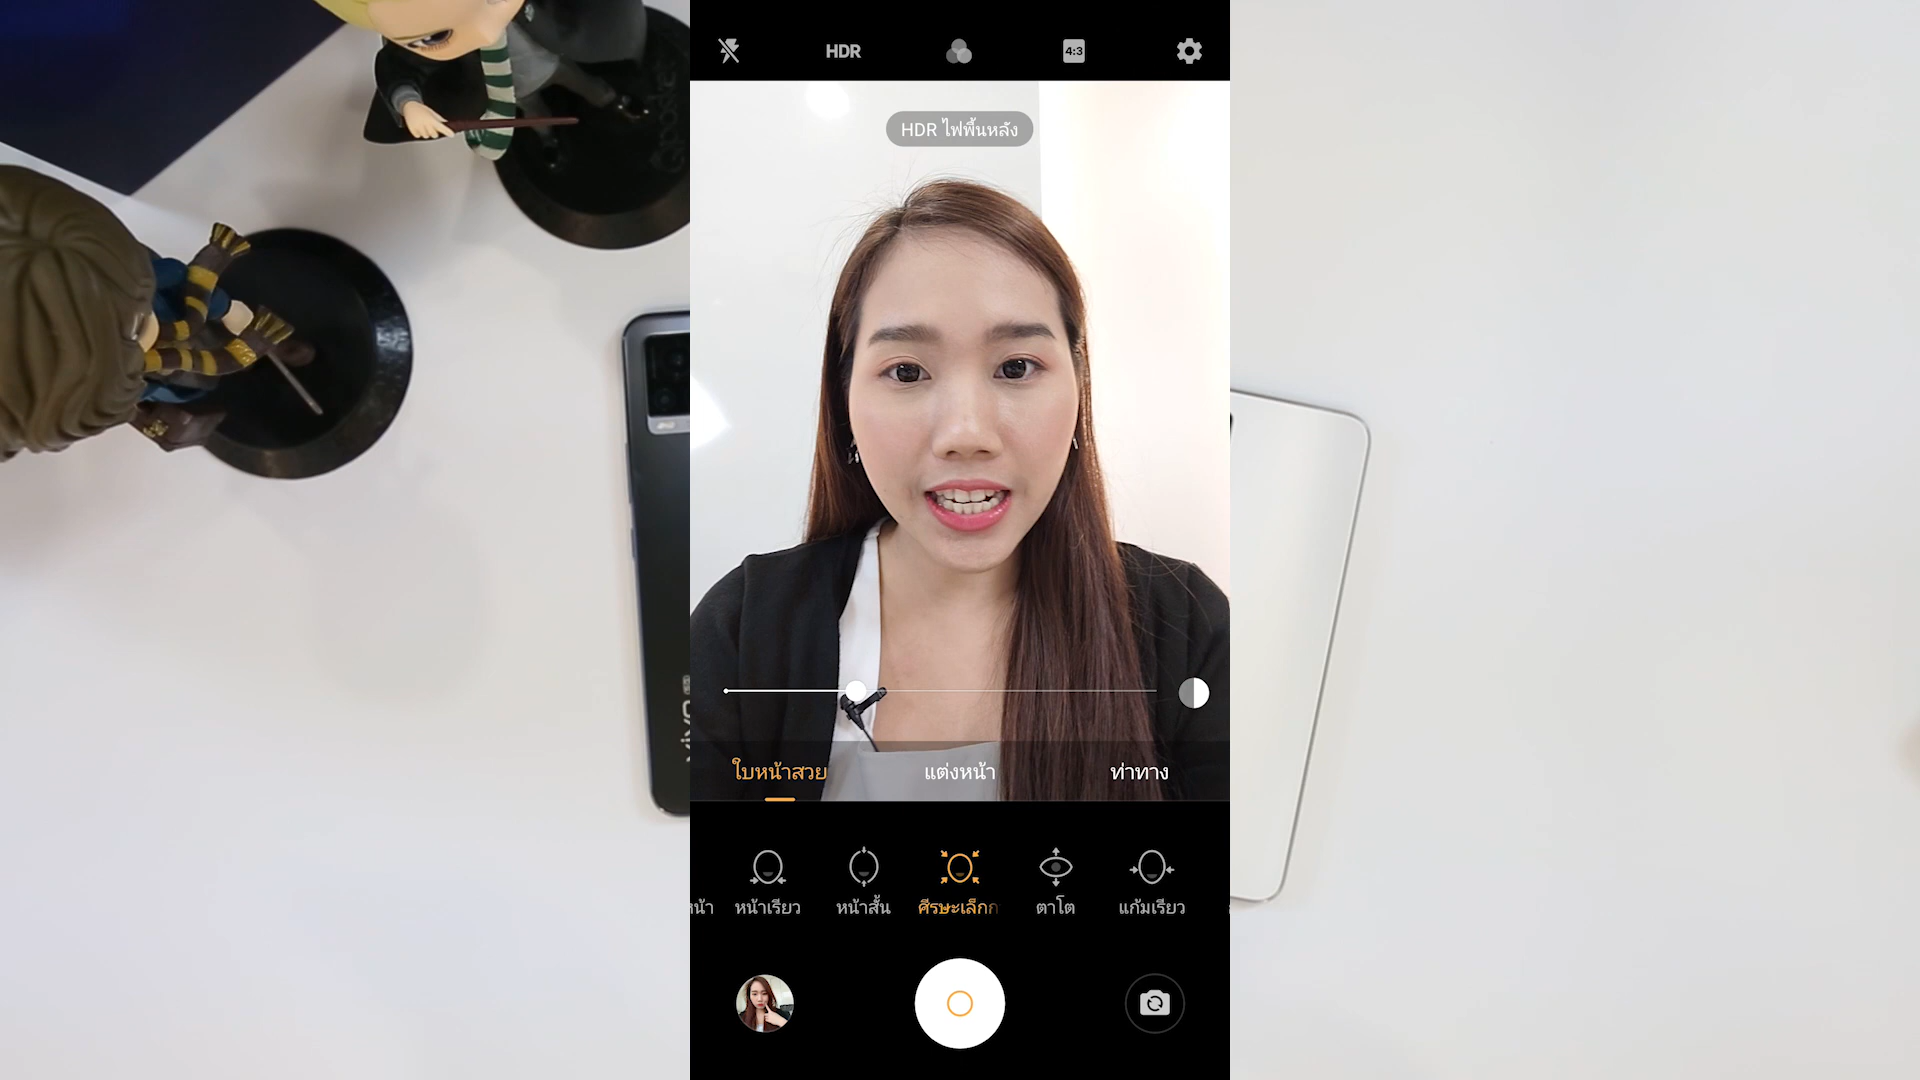 HDR
4:3
HDR ไฟพื้นหลัง
ใบหน้าสวย แต่งหน้า ท่าทาง
หน้าเรียว หน้าสั้น ศีรษะเล็กก ตาโต แก้มเรียว
vivo